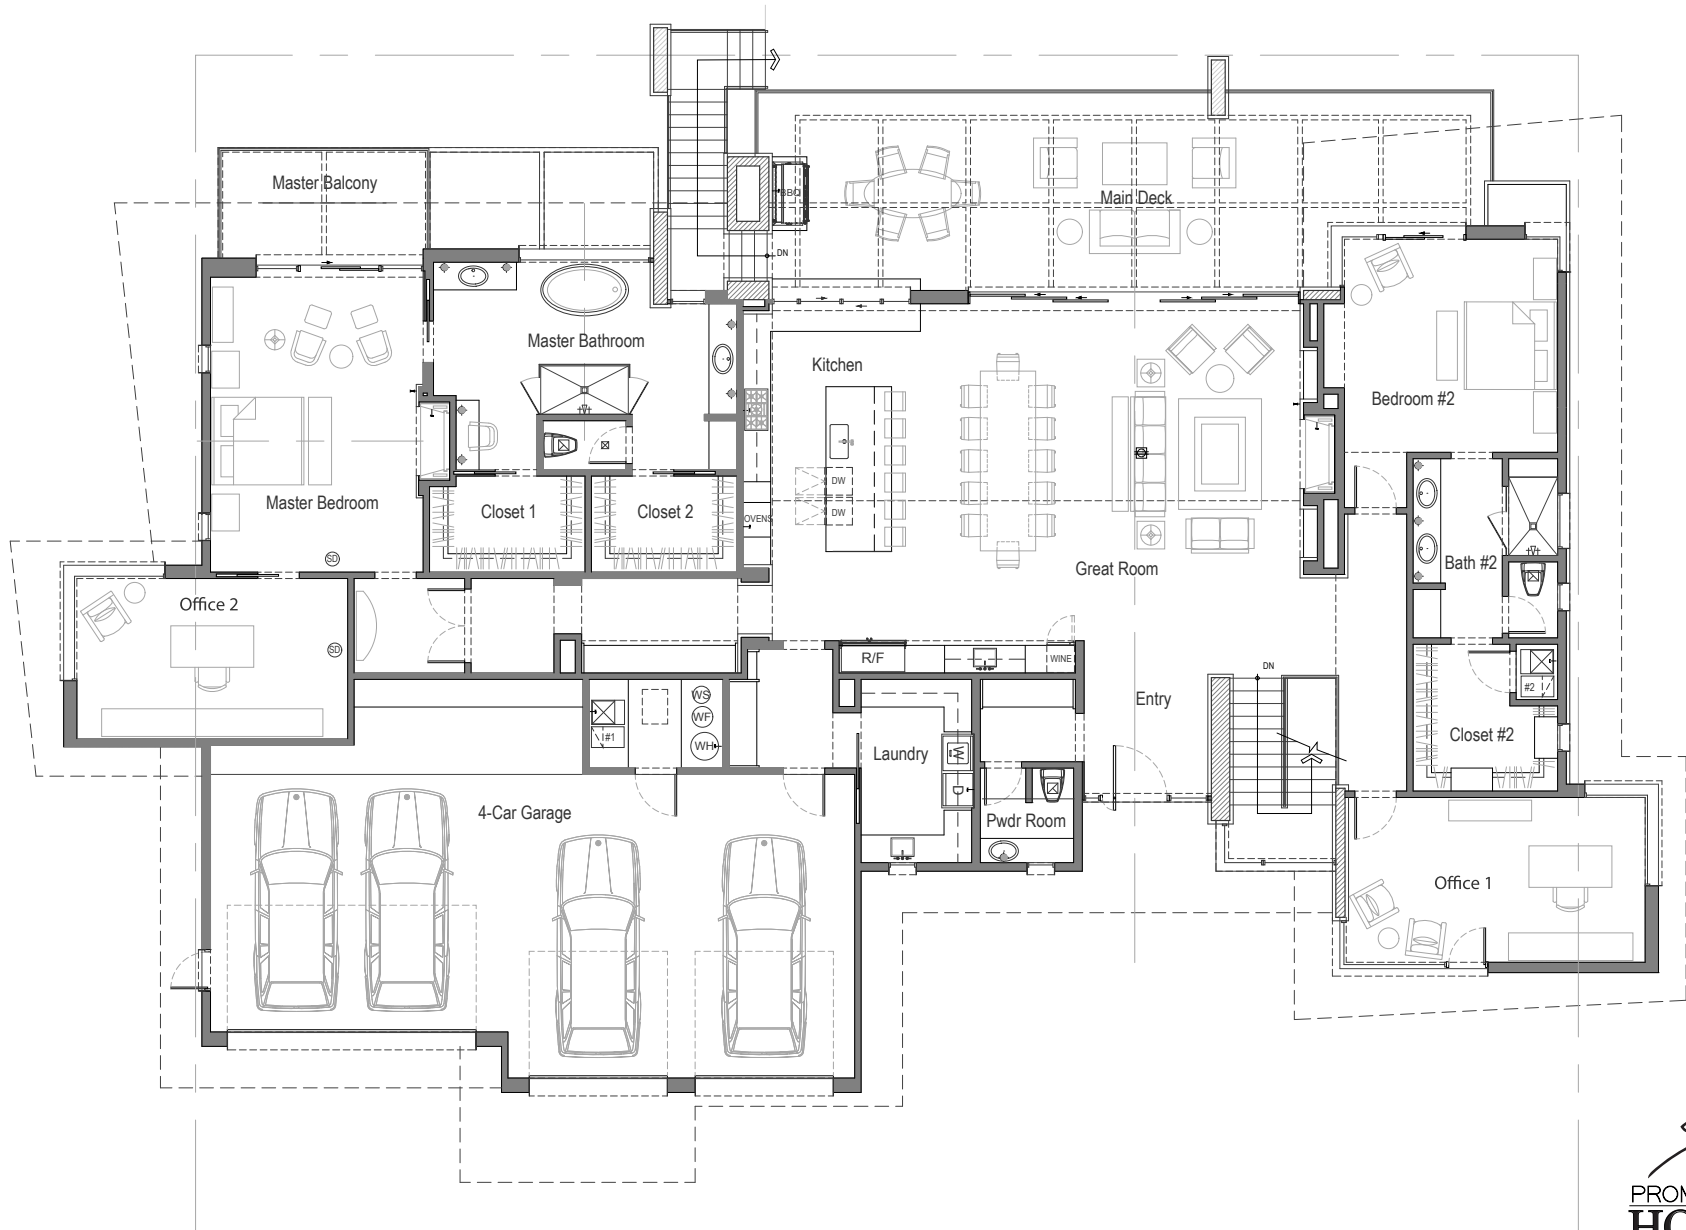 Master Balcony
BBQ
Main Deck
DN
Master Bathroom
Kitchen
Bedroom #2
Master Bedroom
Closet 1
Closet 2
DW
DW
OVENS
Great Room
Bath #2
SD
Office 2
SD
R/F
WINE
DN
Entry
#2
WS
WF
WH
#1
Laundry
W
D
Closet #2
4-Car Garage
Pwdr Room
Office 1